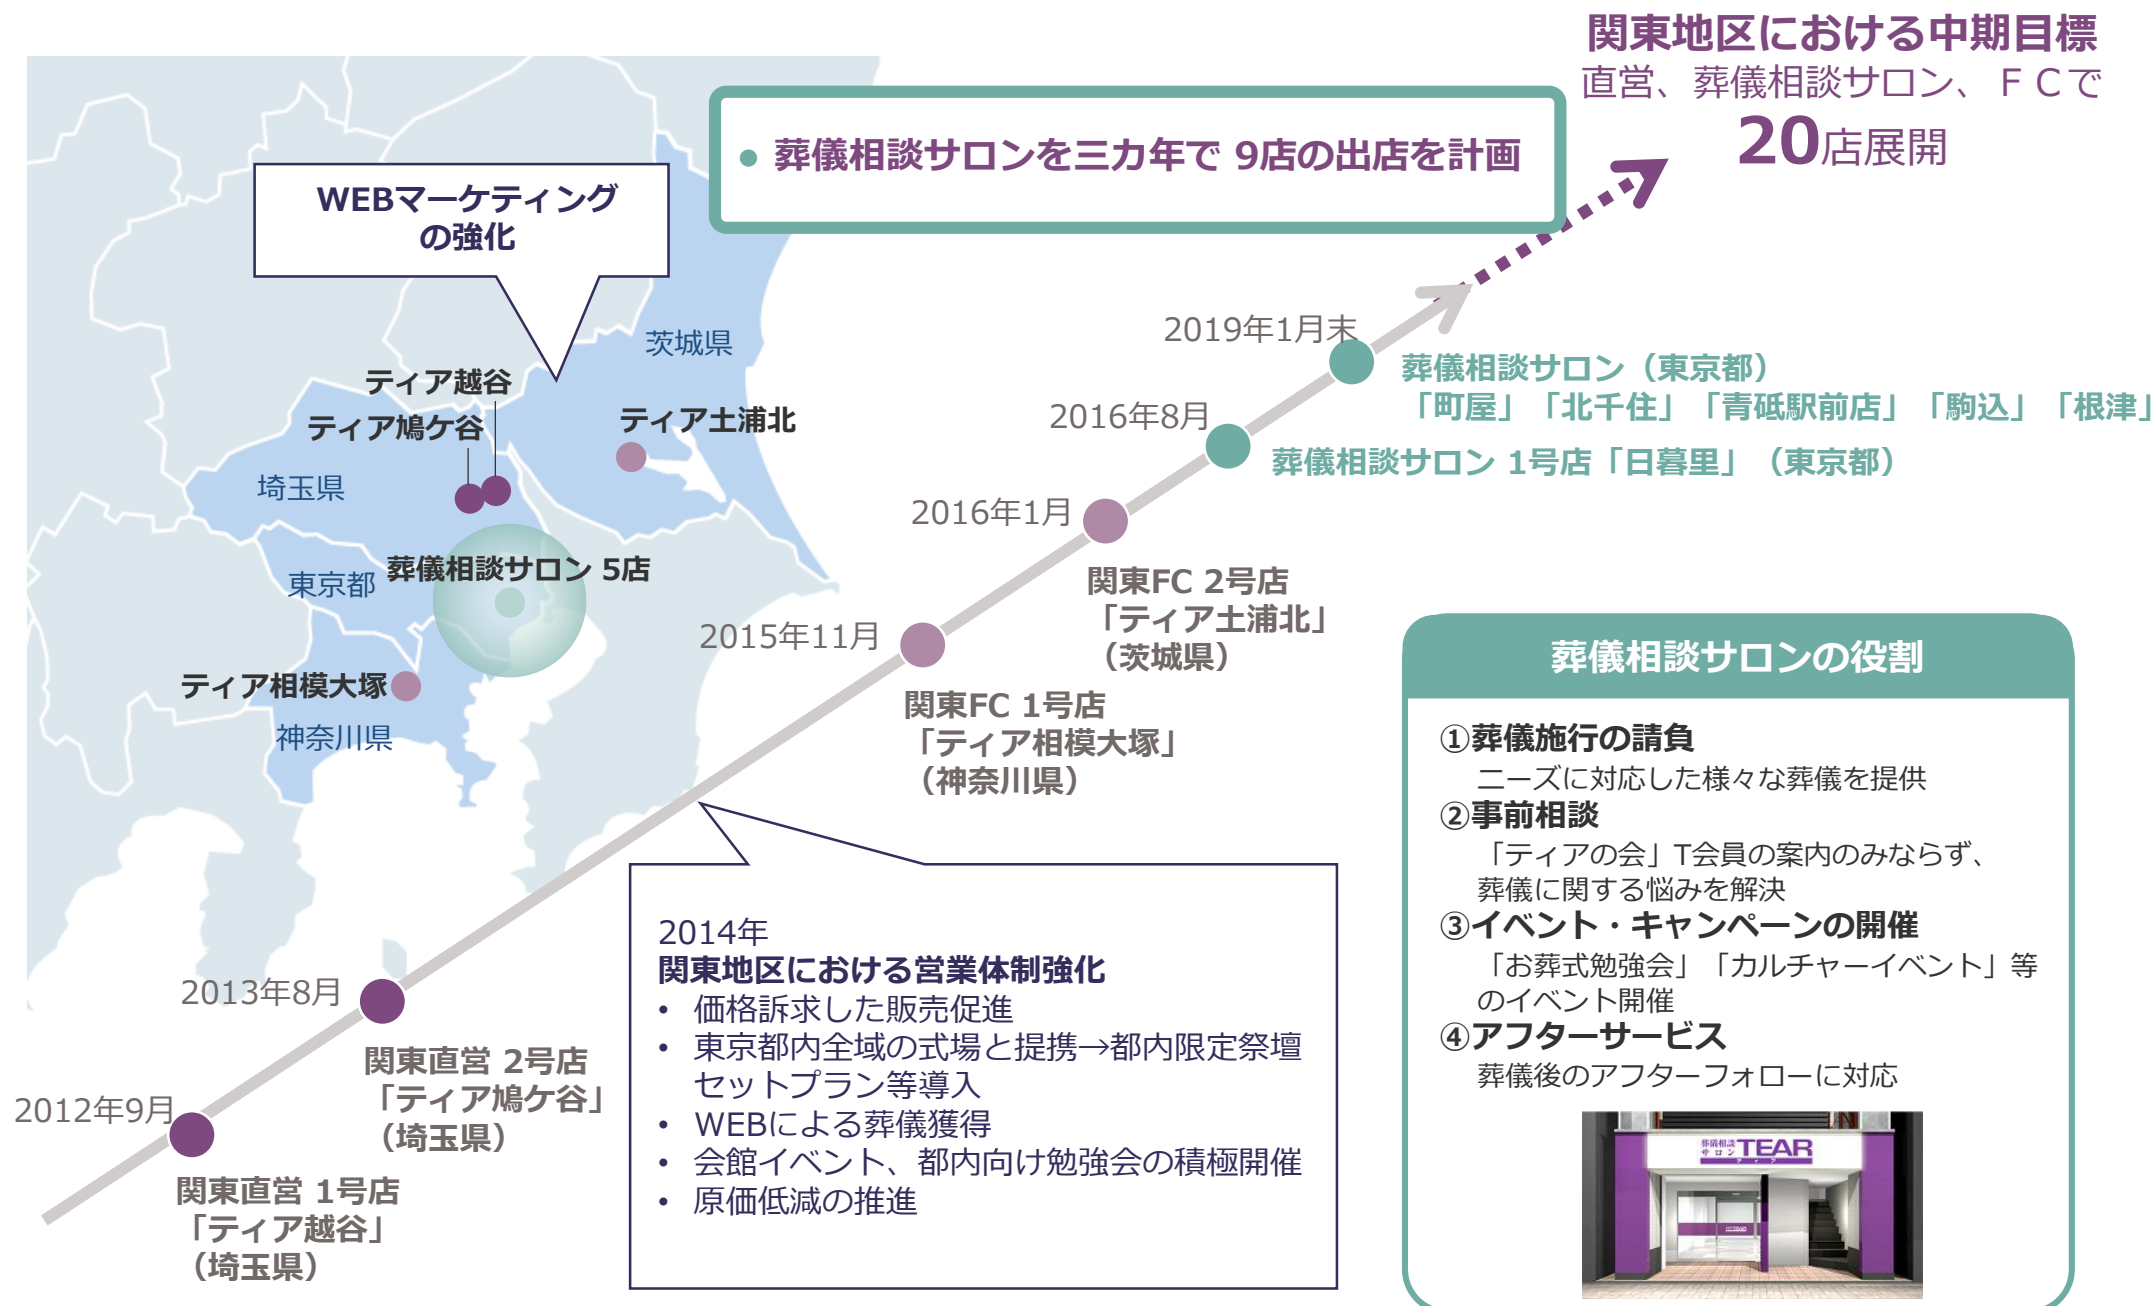 関東地区における中期目標
直営、葬儀相談サロン、ＦＣで
20店展開
• 葬儀相談サロンを三カ年で 9店の出店を計画
WEBマーケティング
の強化
茨城県
ティア越谷
ティア鳩ケ谷
ティア土浦北
埼玉県
東京都
葬儀相談サロン 5店
ティア相模大塚
神奈川県
2019年1月末
葬儀相談サロン（東京都）
「町屋」「北千住」「青砥駅前店」「駒込」「根津」
2016年8月
葬儀相談サロン 1号店「日暮里」（東京都）
2016年1月
関東FC 2号店
「ティア土浦北」
（茨城県）
2015年11月
関東FC 1号店
「ティア相模大塚」
（神奈川県）
2013年8月
関東直営 2号店
「ティア鳩ケ谷」
（埼玉県）
2012年9月
関東直営 1号店
「ティア越谷」
（埼玉県）
2014年
関東地区における営業体制強化
• 価格訴求した販売促進
• 東京都内全域の式場と提携→都内限定祭壇
セットプラン等導入
• WEBによる葬儀獲得
• 会館イベント、都内向け勉強会の積極開催
• 原価低減の推進
葬儀相談サロンの役割
①葬儀施行の請負
ニーズに対応した様々な葬儀を提供
②事前相談
「ティアの会」T会員の案内のみならず、
葬儀に関する悩みを解決
③イベント・キャンペーンの開催
「お葬式勉強会」「カルチャーイベント」等
のイベント開催
④アフターサービス
葬儀後のアフターフォローに対応
葬儀相談
サロン
TEAR
ティア
TEAR